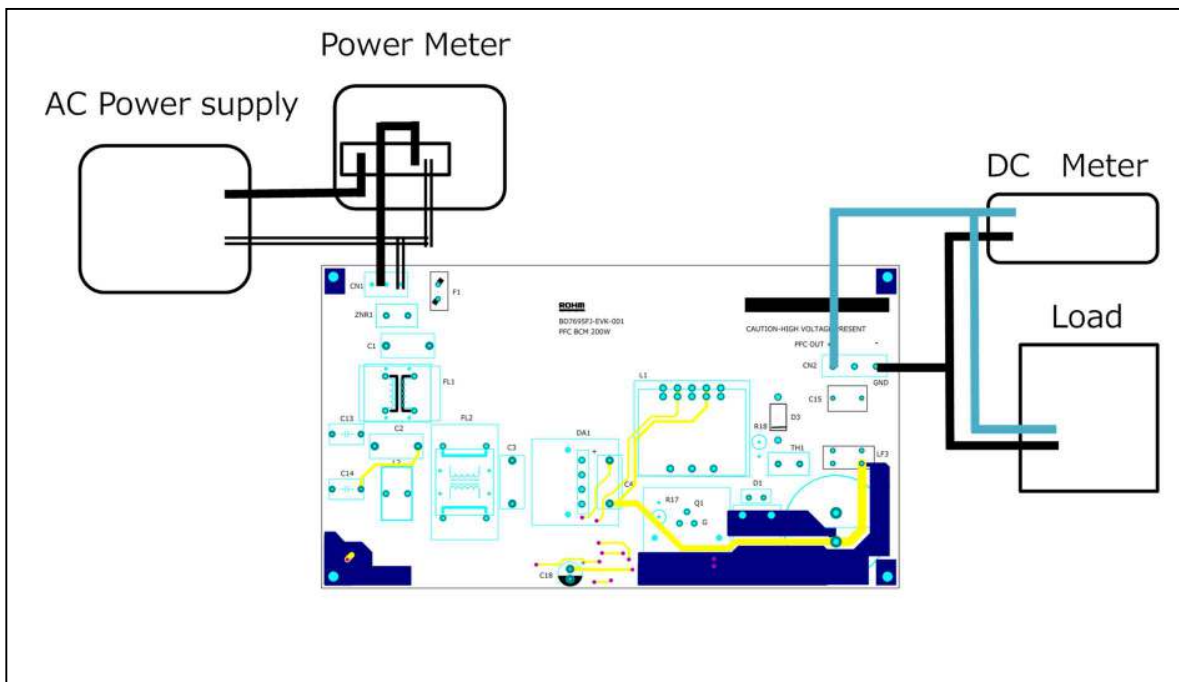 Power Meter
AC Power supply
DC Meter
Load
CN1
F1
ZNR1
C1
FL1
C13
C2
C14
FL2
C3
DA1
+
C4
L1
R18
D3
TH1
R17
Q1
G
D1
C18
ROHM
BD7695FJ-EVK-001
PFC BCM 200W
CAUTION-HIGH VOLTAGE PRESENT
PFC OUT + -
CN2
GND
C15
LF3